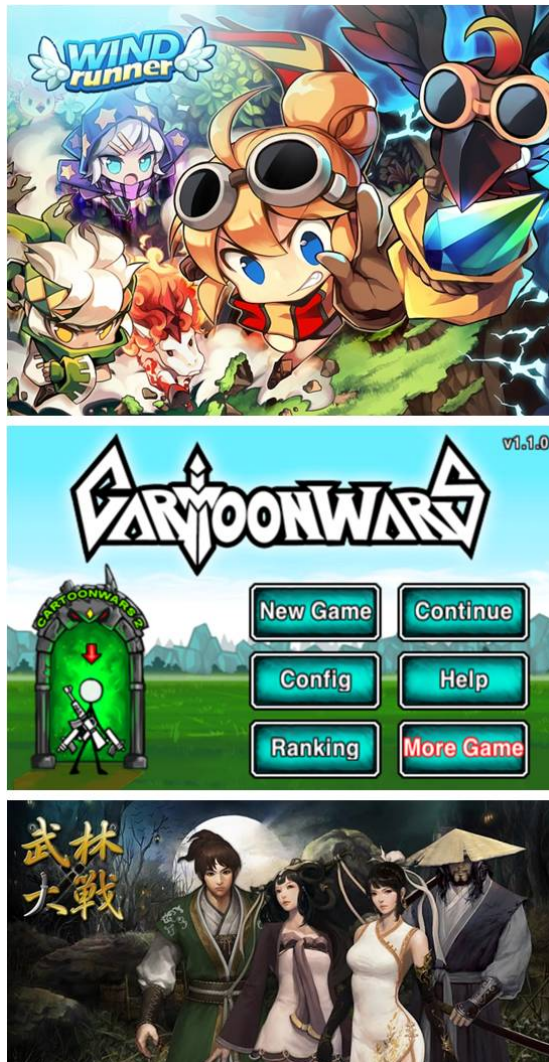 WIND
runner
v1.1.0
CARTOONWARS
CARTOONWARS 2
New Game
Continue
Config
Help
Ranking
More Game
武林
大戰